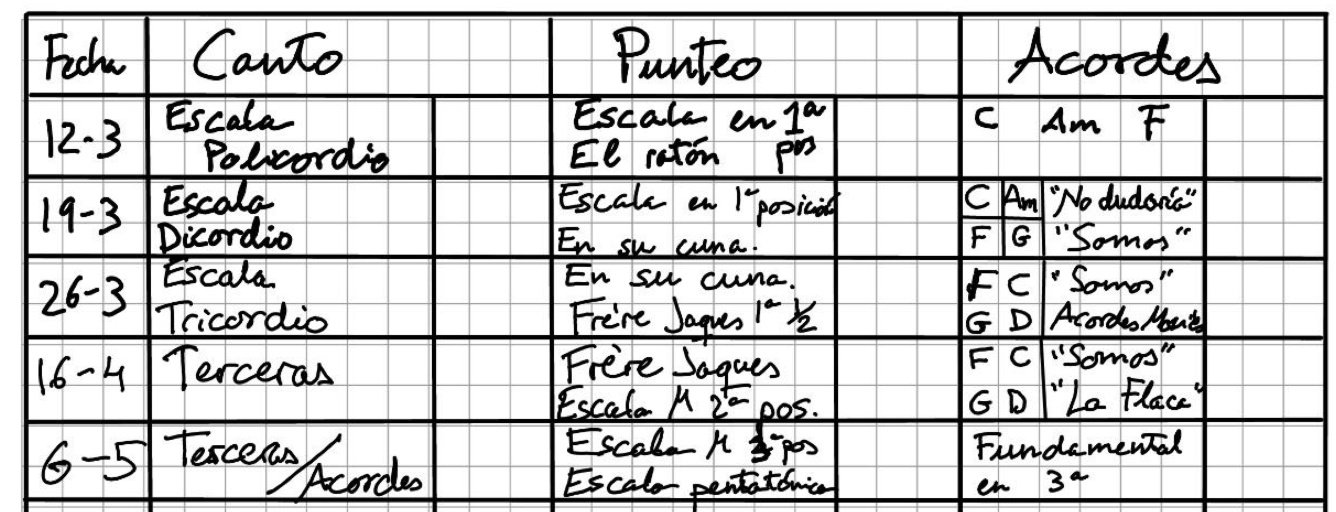 Fecha Canto Punteo Acordes
12-3 Escala Escala en 1ª C Am F
Policordio El ratón pos
19-3 Escala Escala en 1ª posición C Am "No dudaría"
Dicordio En su cuna. F G "Somos"
26-3 Escala En su cuna. F C "Somos"
Tricordio Frère Jaques 1ª 1/2 G D Acordes
16-4 Terceras Frère Jaques F C "Somos"
Escala M 2ª pos. G D "La Flaca"
6-5 Terceras/ Escala M pos Fundamental
Acordes Escala pentatónica en 3ª